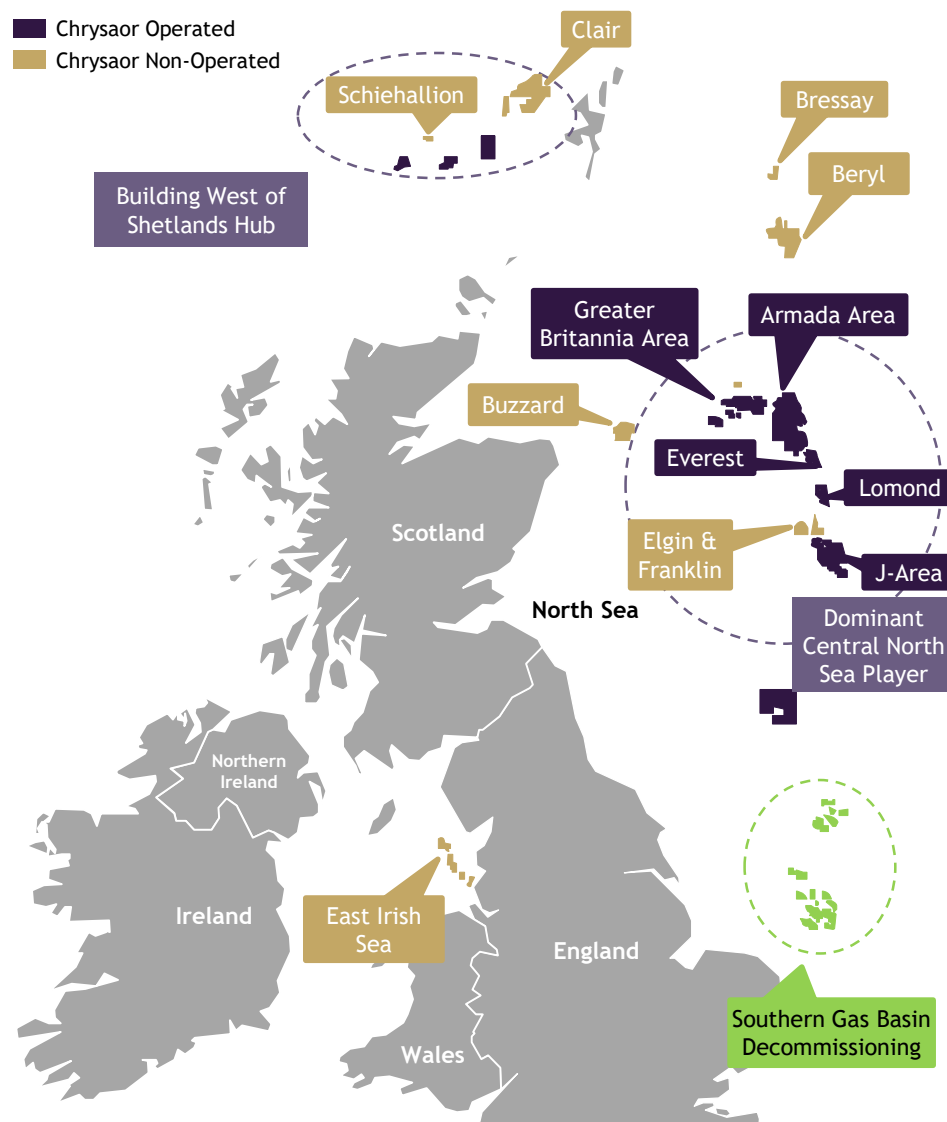 Chrysaor Operated
Chrysaor Non-Operated
Clair
Schiehallion
Bressay
Beryl
Building West of
Shetlands Hub
Greater
Britannia Area
Armada Area
Buzzard
Everest
Lomond
Scotland
Elgin &
Franklin
J-Area
North Sea
Dominant
Central North
Sea Player
Northern
Ireland
Ireland
East Irish
Sea
England
Wales
Southern Gas Basin
Decommissioning